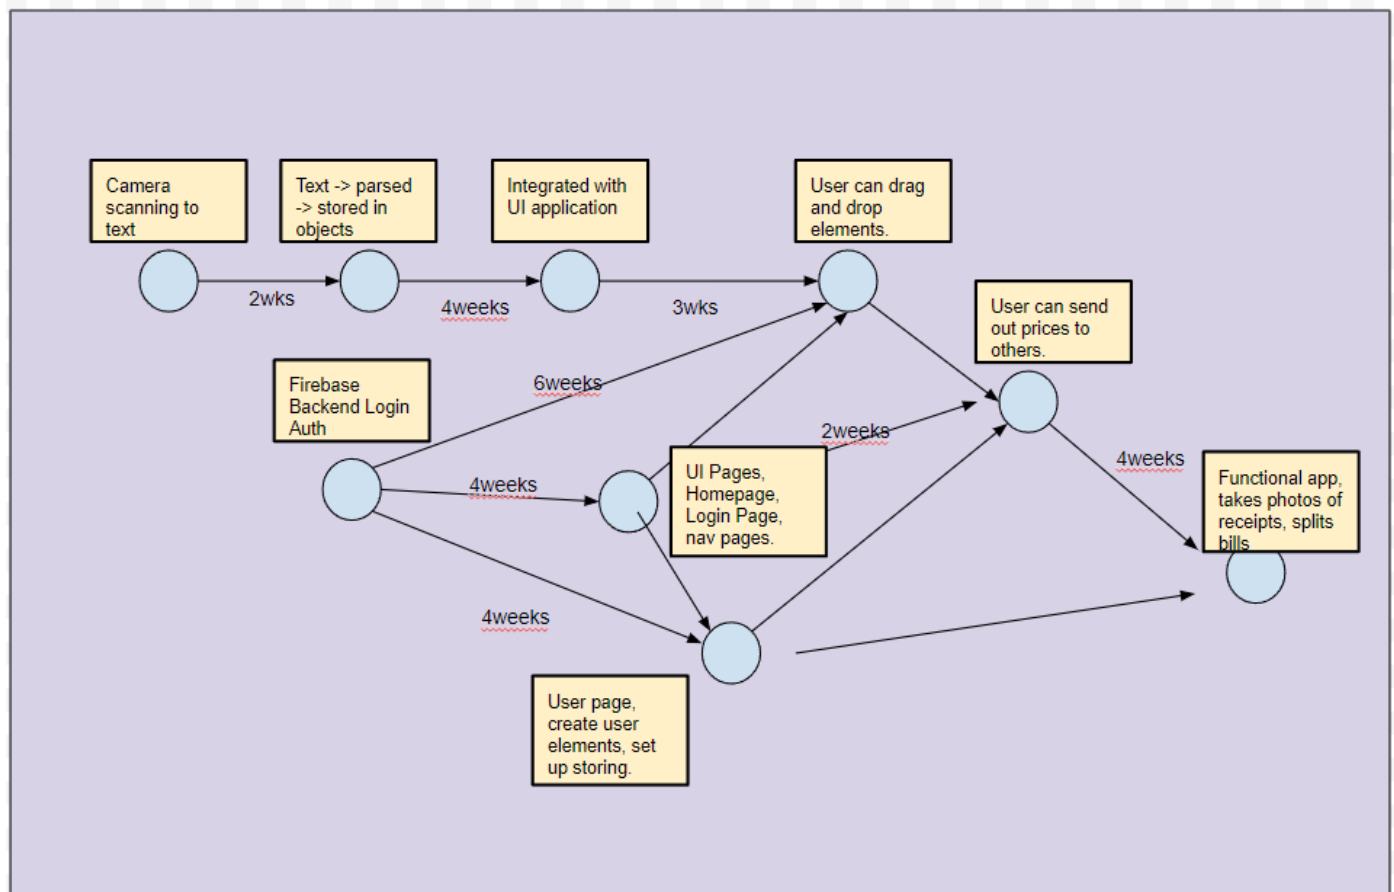 Camera
scanning to
text
Text -> parsed
-> stored in
objects
Integrated with
UI application
User can drag
and drop
elements.
2wks
4weeks
3wks
User can send
out prices to
others.
Firebase
Backend Login
Auth
6weeks
2weeks
4weeks
4weeks
UI Pages,
Homepage,
Login Page,
nav pages.
Functional app,
takes photos of
receipts, splits
bills
4weeks
User page,
create user
elements, set
up storing.